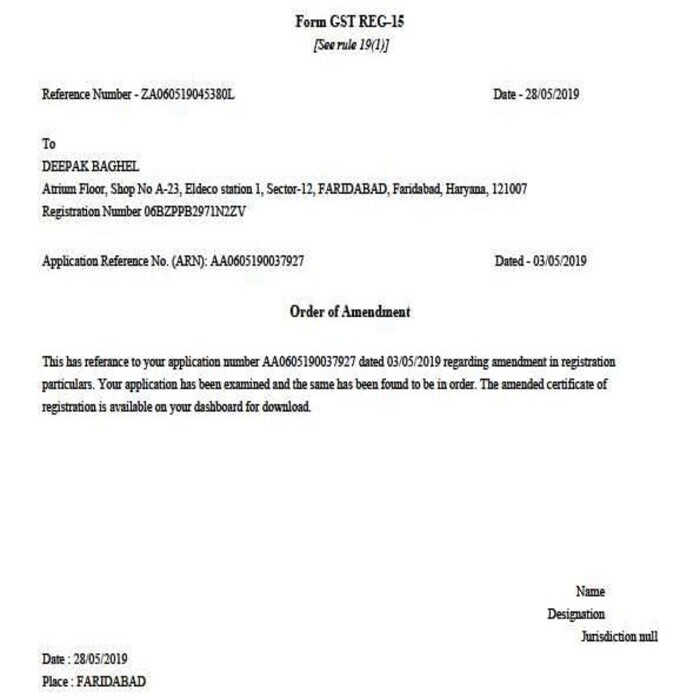 Form GST REG-15
[See rule 19(1)]
Reference Number - ZA060519045380L Date - 28/05/2019
To
DEEPAK BAGHEL
Atrium Floor, Shop No A-23, Eldeco station 1, Sector-12, FARIDABAD, Faridabad, Haryana, 121007
Registration Number 06BZPPB2971N2ZV
Application Reference No. (ARN): AA0605190037927 Dated - 03/05/2019
Order of Amendment
This has referance to your application number AA0605190037927 dated 03/05/2019 regarding amendment in registration
particulars. Your application has been examined and the same has been found to be in order. The amended certificate of
registration is available on your dashboard for download.
Name
Designation
Jurisdiction null
Date : 28/05/2019
Place : FARIDABAD